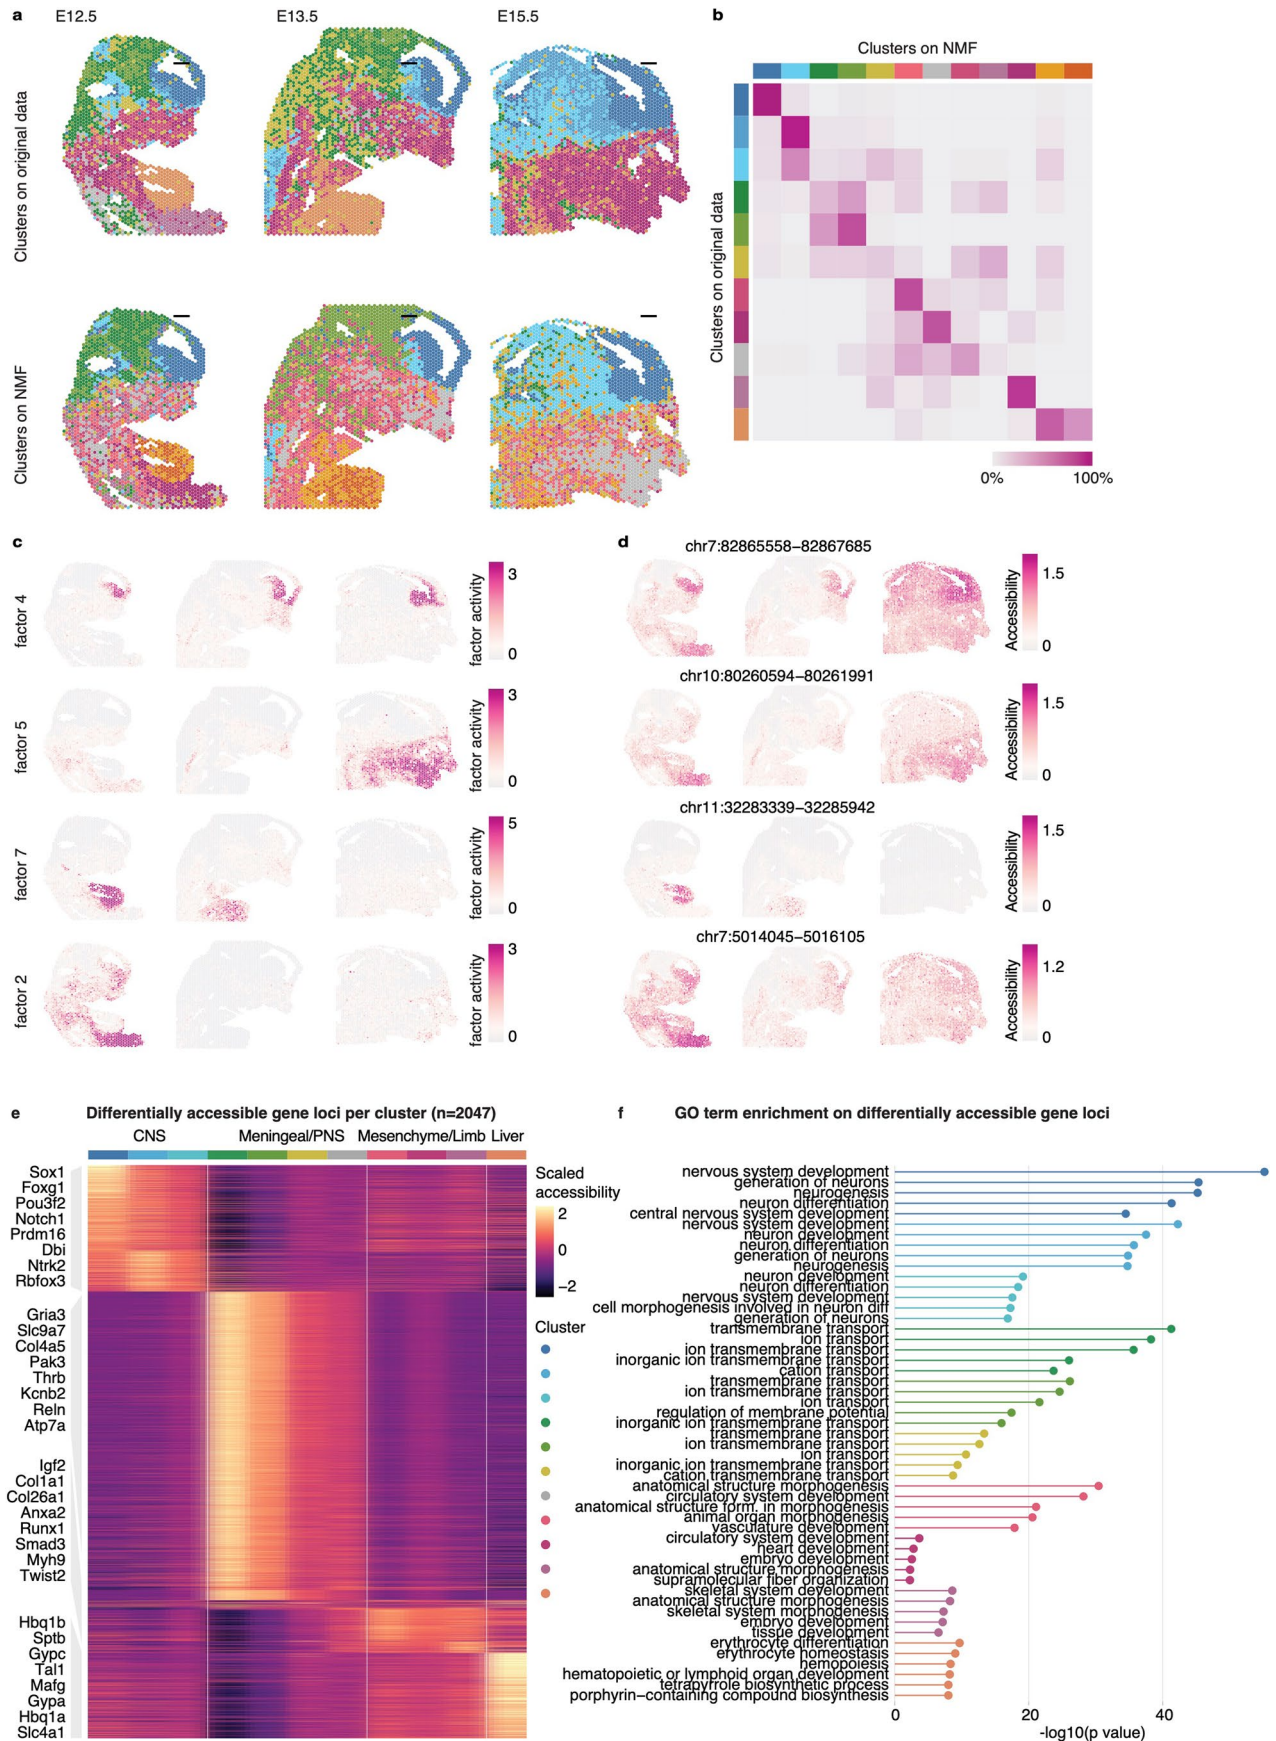 a
E12.5
E13.5
E15.5
Clusters on original data
Clusters on NMF
b
Clusters on NMF
Clusters on original data
0%
100%
c
factor 4
factor activity
3
0
factor 5
factor activity
3
0
factor 7
factor activity
5
0
factor 2
factor activity
3
0
d
chr7:82865558–82867685
Accessibility
1.5
0
chr10:80260594–80261991
Accessibility
1.5
0
chr11:32283339–32285942
Accessibility
1.5
0
chr7:5014045–5016105
Accessibility
1.2
0
e
Differentially accessible gene loci per cluster (n=2047)
CNS
Meningeal/PNS
Mesenchyme/Limb
Liver
Sox1
Foxg1
Pou3f2
Notch1
Prdm16
Dbi
Ntrk2
Rbfox3
Gria3
Slc9a7
Col4a5
Pak3
Thrb
Kcnb2
Reln
Atp7a
Igf2
Col1a1
Col26a1
Anxa2
Runx1
Smad3
Myh9
Twist2
Hbq1b
Sptb
Gypc
Tal1
Mafg
Gypa
Hbq1a
Slc4a1
Scaled
accessibility
2
0
−2
Cluster
f
GO term enrichment on differentially accessible gene loci
nervous system development
generation of neurons
neurogenesis
neuron differentiation
central nervous system development
nervous system development
neuron development
neuron differentiation
generation of neurons
neurogenesis
neuron development
neuron differentiation
nervous system development
cell morphogenesis involved in neuron diff
generation of neurons
transmembrane transport
ion transport
ion transmembrane transport
inorganic ion transmembrane transport
cation transport
transmembrane transport
ion transmembrane transport
ion transport
regulation of membrane potential
inorganic ion transmembrane transport
transmembrane transport
ion transmembrane transport
ion transport
inorganic ion transmembrane transport
cation transmembrane transport
anatomical structure morphogenesis
circulatory system development
anatomical structure form. in morphogenesis
animal organ morphogenesis
vasculature development
circulatory system development
heart development
embryo development
anatomical structure morphogenesis
supramolecular fiber organization
skeletal system development
anatomical structure morphogenesis
skeletal system morphogenesis
embryo development
tissue development
erythrocyte differentiation
erythrocyte homeostasis
hemopoiesis
hematopoietic or lymphoid organ development
tetrapyrrole biosynthetic process
porphyrin−containing compound biosynthesis
0
20
40
-log10(p value)